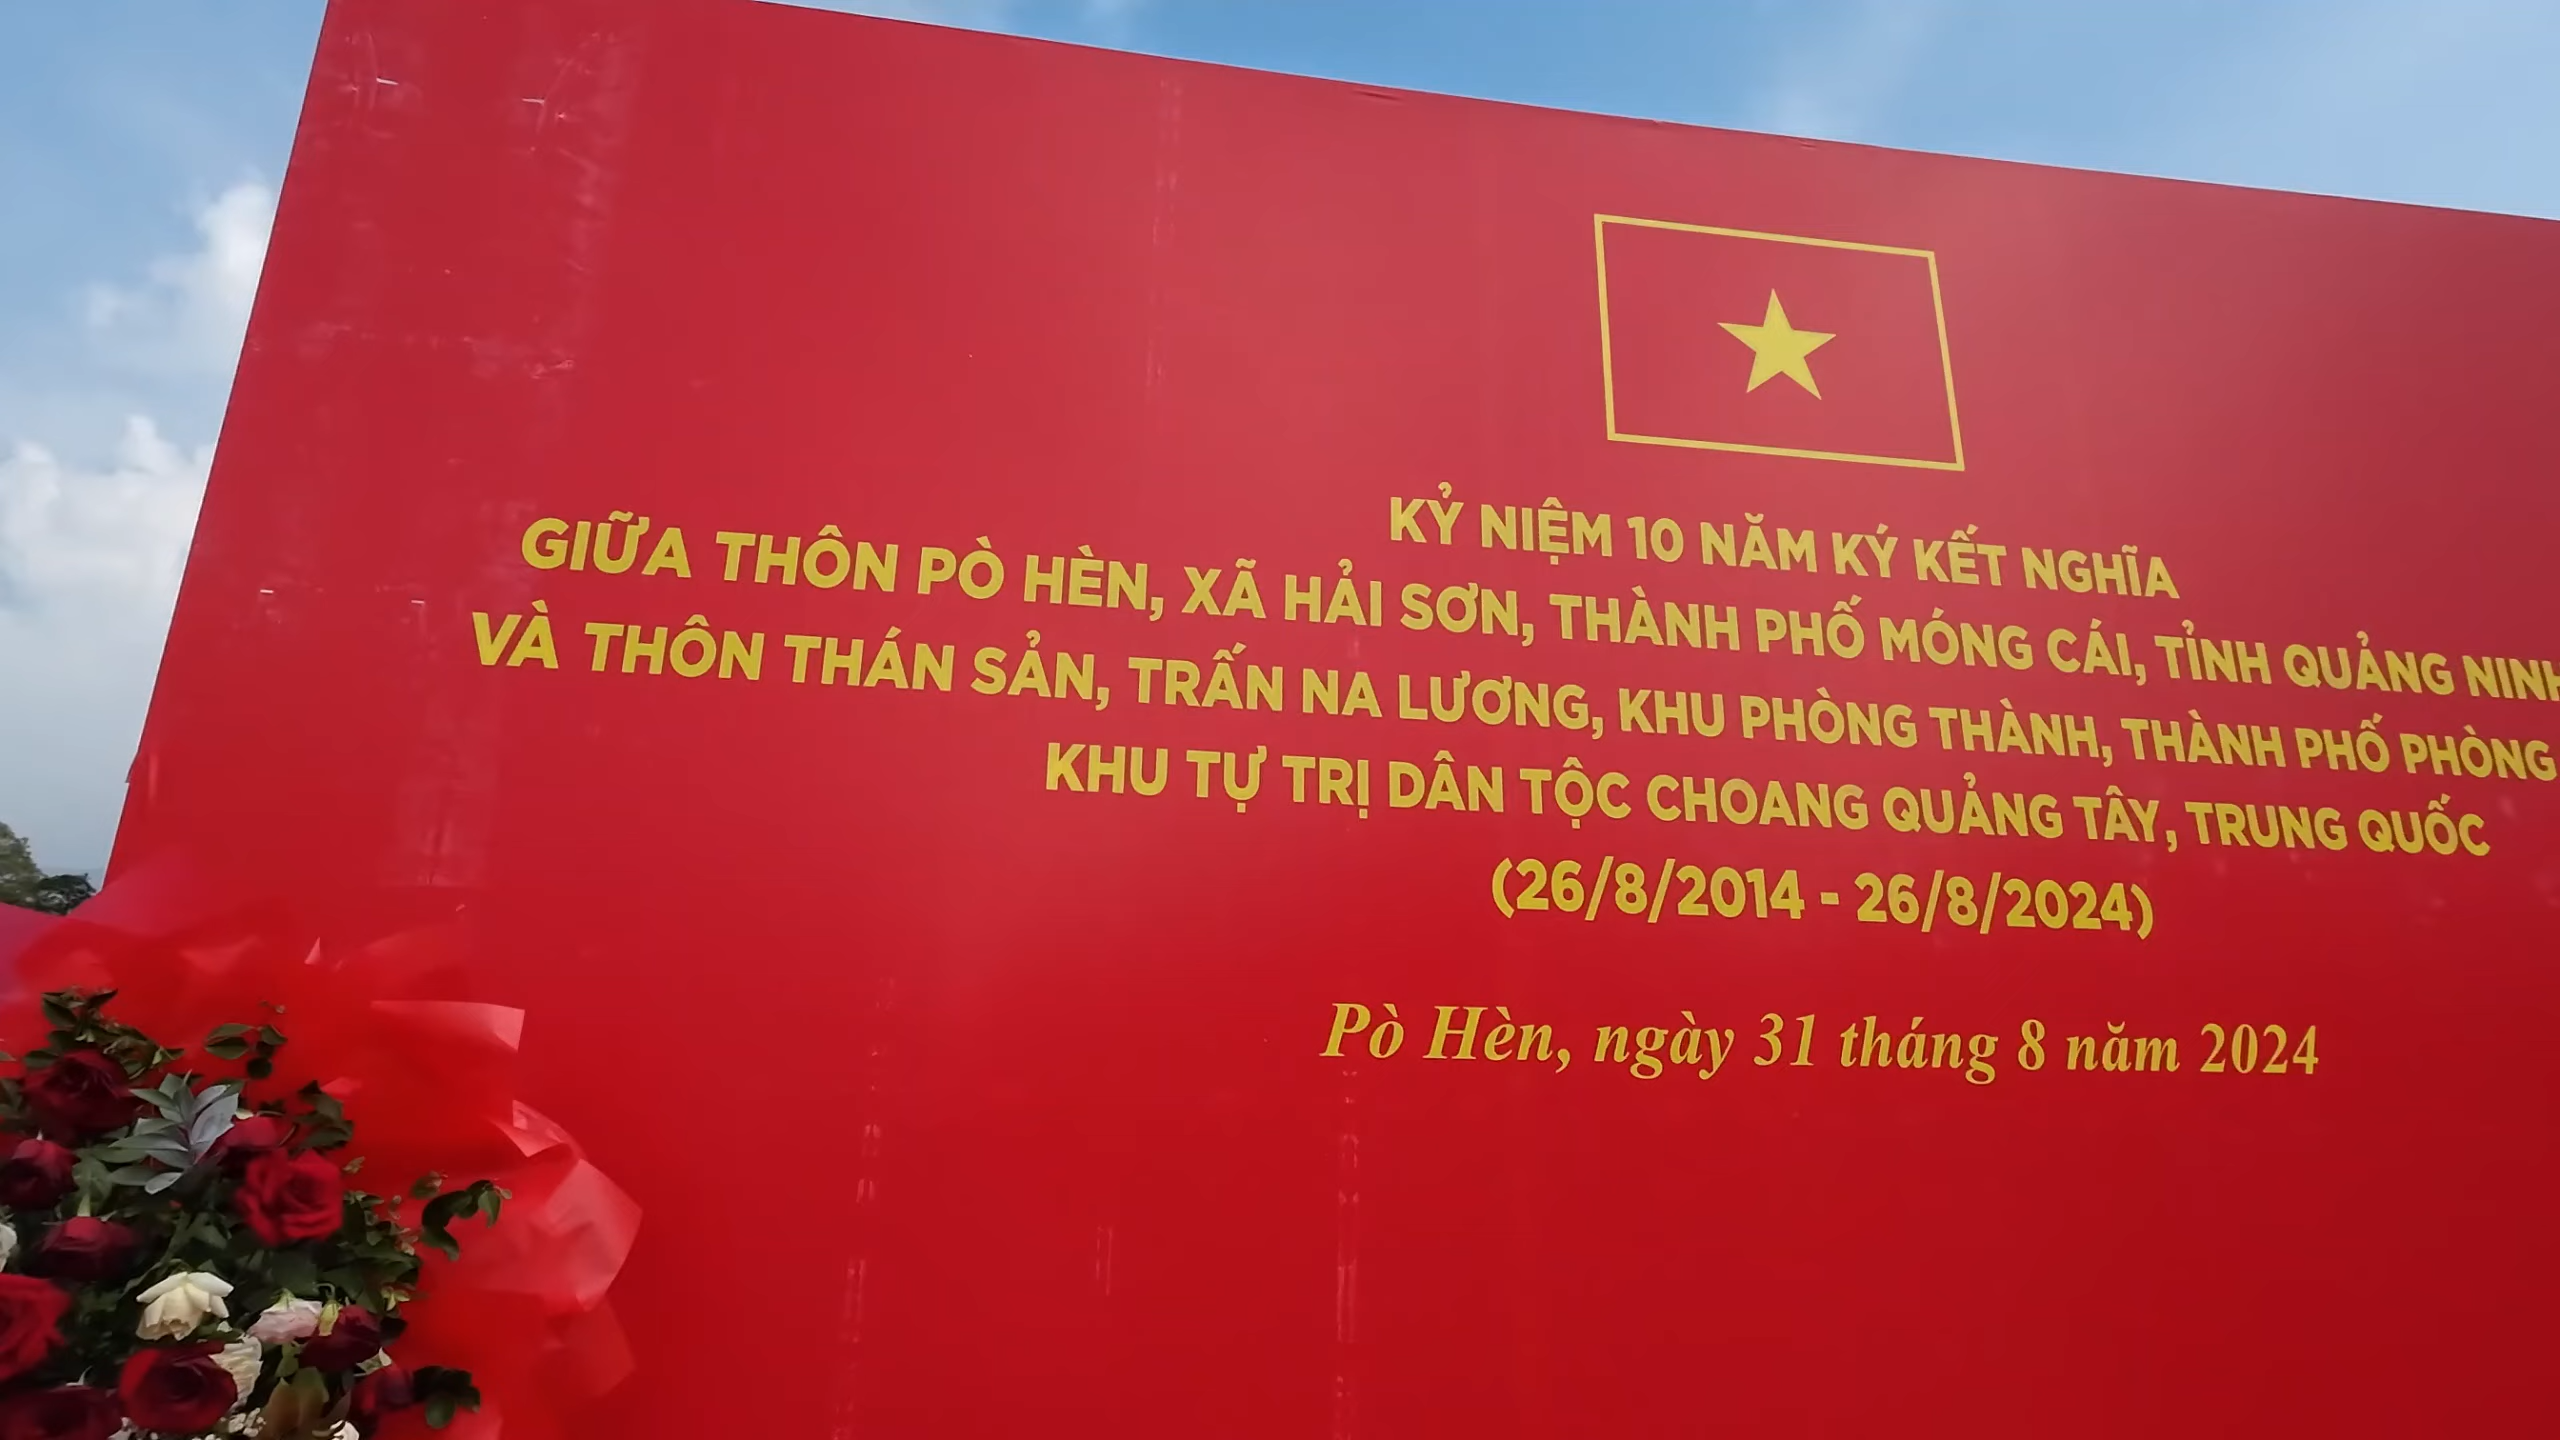 KỶ NIỆM 10 NĂM KÝ KẾT NGHĨA
GIỮA THÔN PÒ HÈN, XÃ HẢI SƠN, THÀNH PHỐ MÓNG CÁI, TỈNH QUẢNG NINH
VÀ THÔN THÁN SẢN, TRẤN NA LƯƠNG, KHU PHÒNG THÀNH, THÀNH PHỐ PHÒNG
KHU TỰ TRỊ DÂN TỘC CHOANG QUẢNG TÂY, TRUNG QUỐC
(26/8/2014 - 26/8/2024)
Pò Hèn, ngày 31 tháng 8 năm 2024